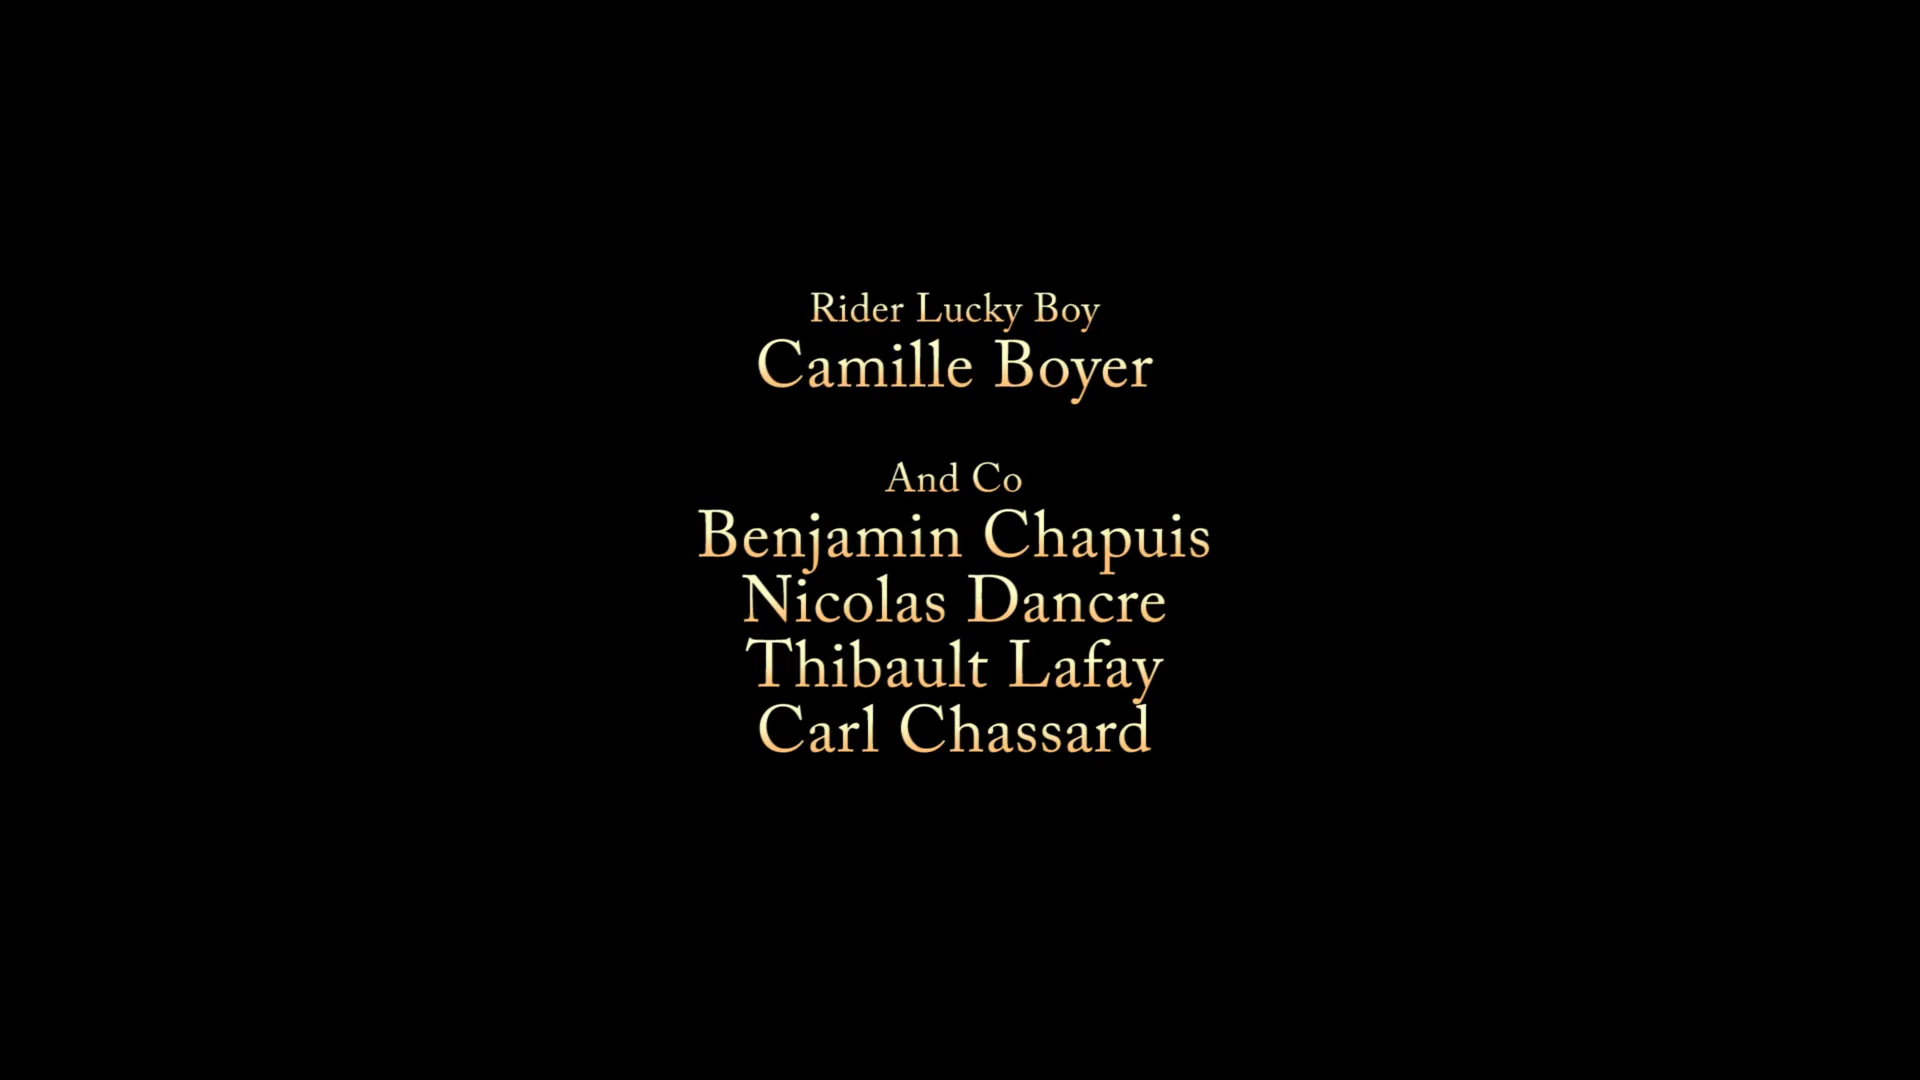 Rider Lucky Boy
Camille Boyer
And Co
Benjamin Chapuis
Nicolas Dancre
Thibault Lafay
Carl Chassard